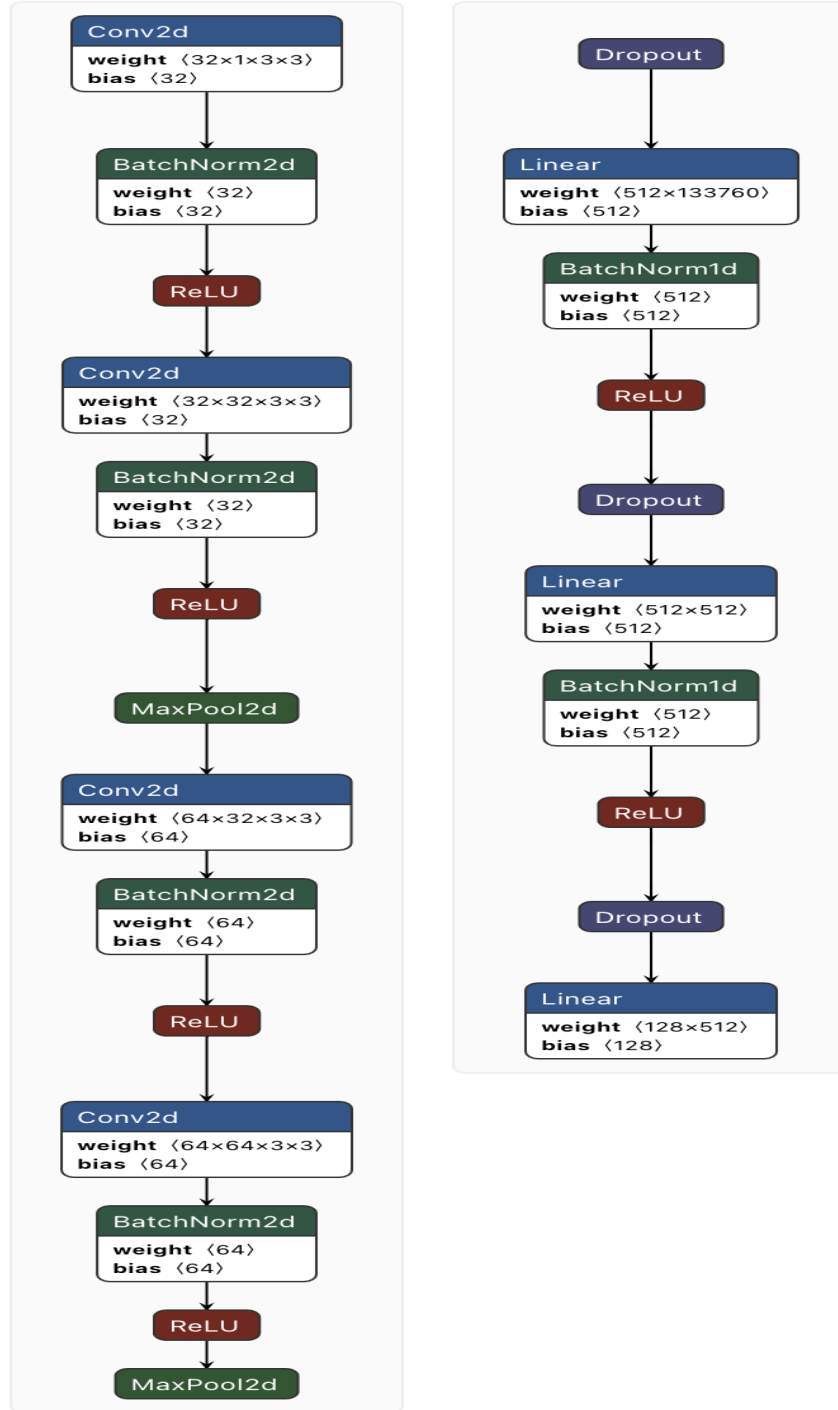 Conv2d
weight 〈32×1×3×3〉
bias 〈32〉
BatchNorm2d
weight 〈32〉
bias 〈32〉
ReLU
Conv2d
weight 〈32×32×3×3〉
bias 〈32〉
BatchNorm2d
weight 〈32〉
bias 〈32〉
ReLU
MaxPool2d
Conv2d
weight 〈64×32×3×3〉
bias 〈64〉
BatchNorm2d
weight 〈64〉
bias 〈64〉
ReLU
Conv2d
weight 〈64×64×3×3〉
bias 〈64〉
BatchNorm2d
weight 〈64〉
bias 〈64〉
ReLU
MaxPool2d
Dropout
Linear
weight 〈512×133760〉
bias 〈512〉
BatchNorm1d
weight 〈512〉
bias 〈512〉
ReLU
Dropout
Linear
weight 〈512×512〉
bias 〈512〉
BatchNorm1d
weight 〈512〉
bias 〈512〉
ReLU
Dropout
Linear
weight 〈128×512〉
bias 〈128〉